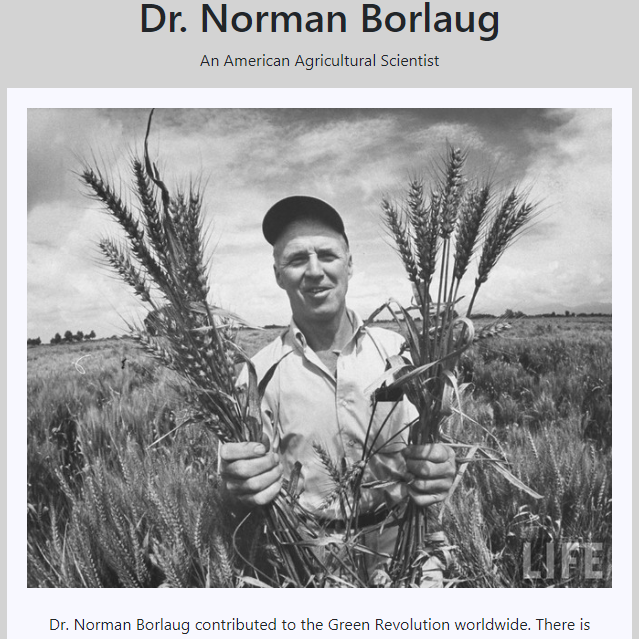 Dr. Norman Borlaug
An American Agricultural Scientist
LIFE
Dr. Norman Borlaug contributed to the Green Revolution worldwide. There is